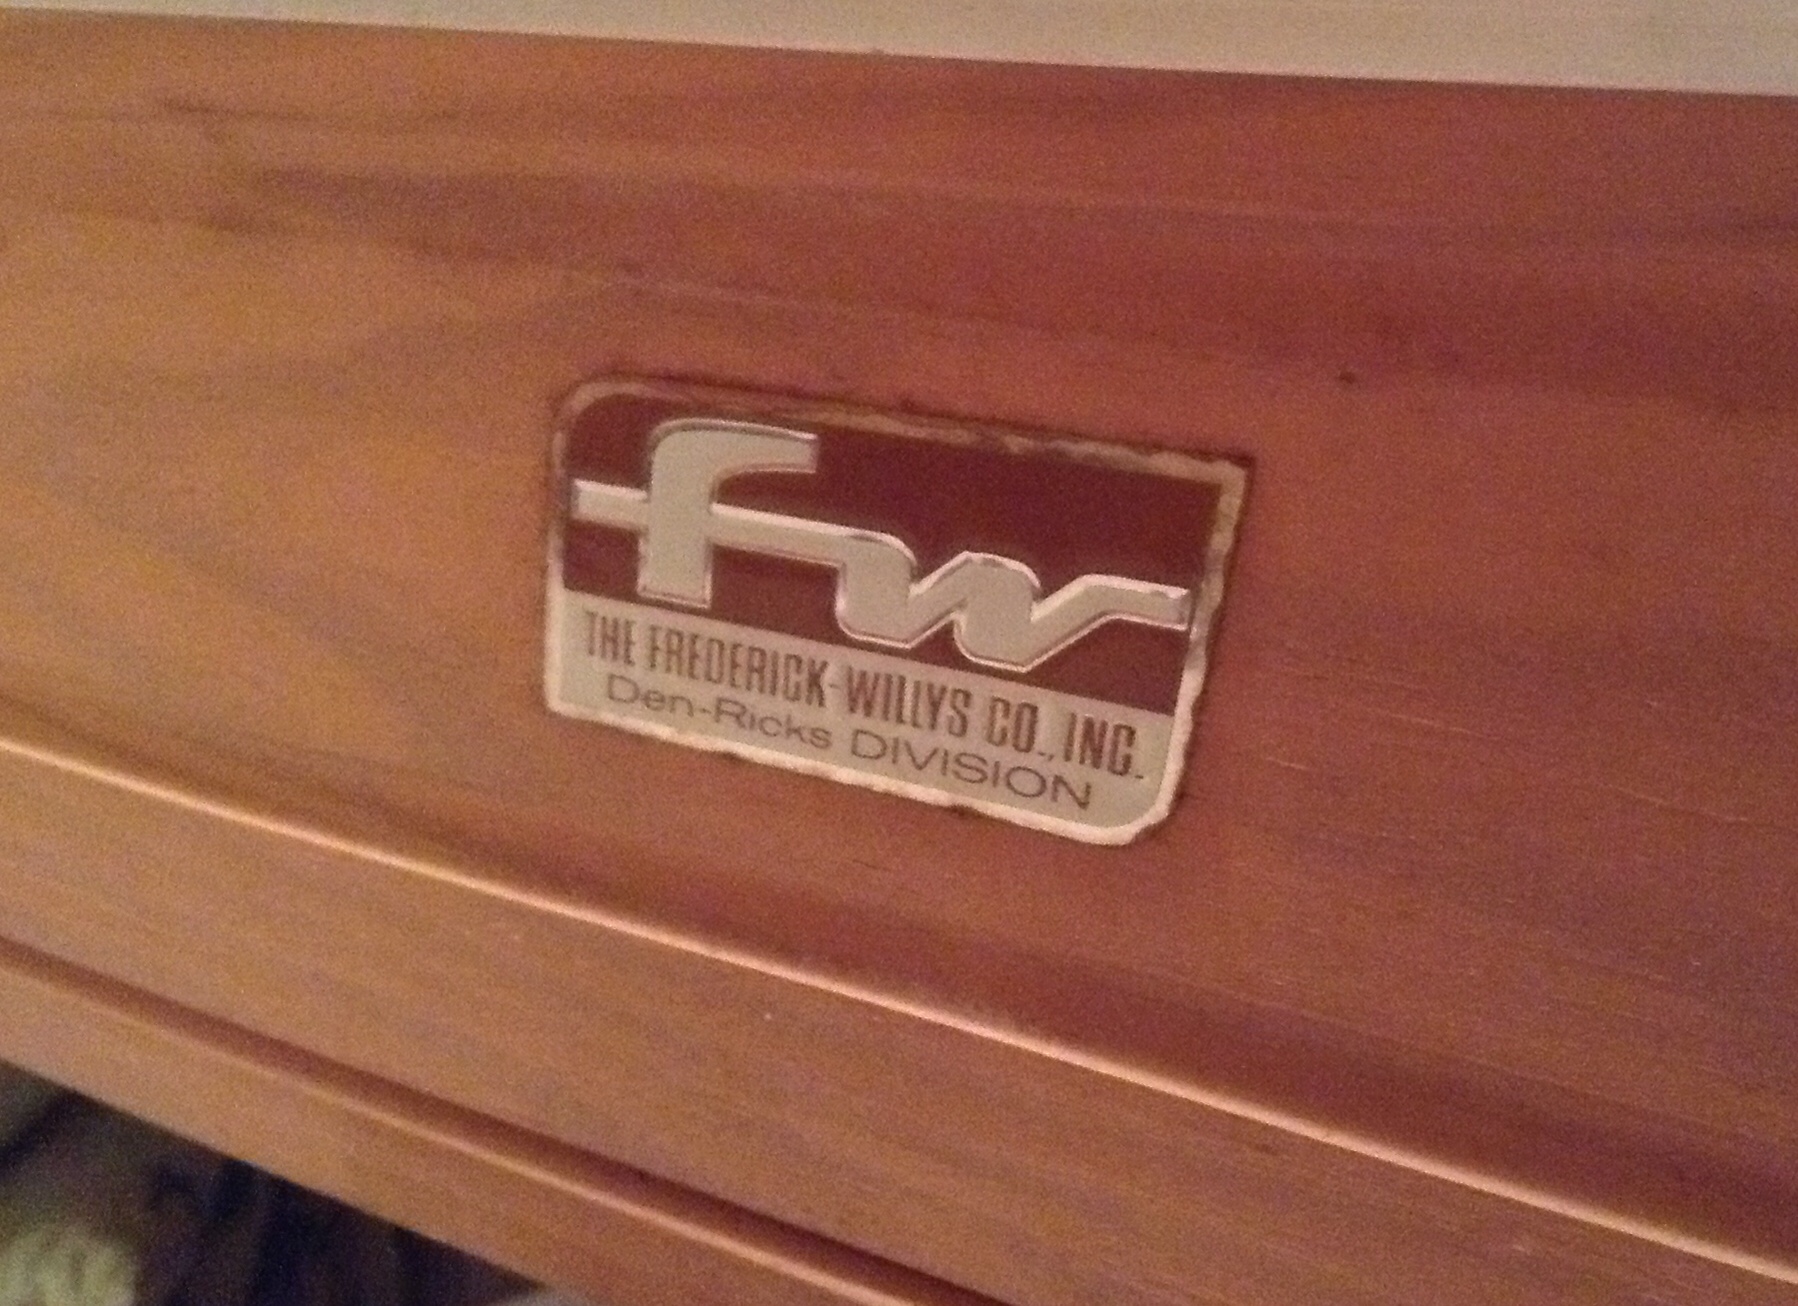 fw
THE FREDERICK-WILLYS CO., INC.
Den-Ricks DIVISION